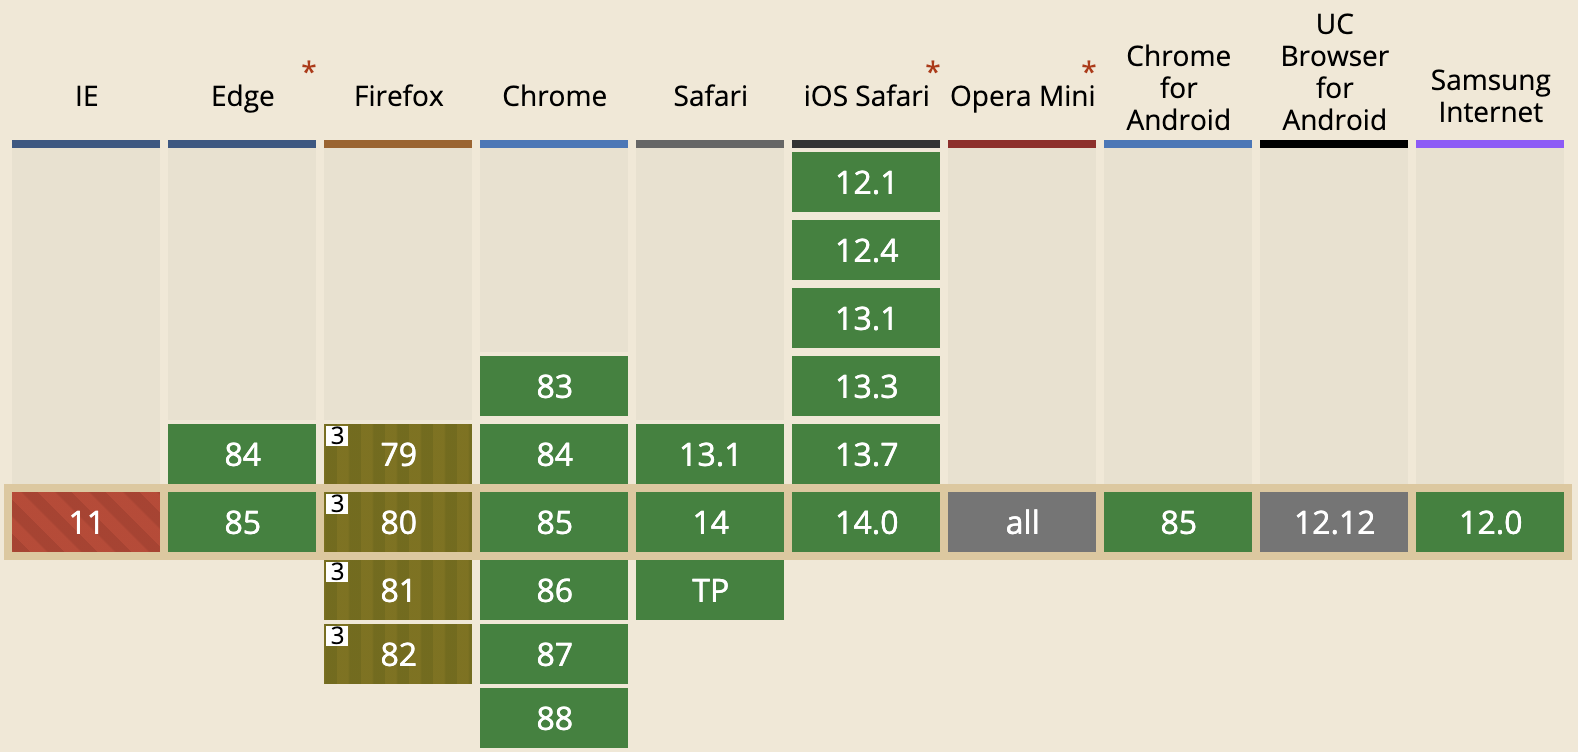 IE
Edge
*
Firefox
Chrome
Safari
iOS Safari
*
Opera Mini
*
Chrome
for
Android
UC
Browser
for
Android
Samsung
Internet
12.1
12.4
13.1
83
13.3
84
3
79
84
13.1
13.7
11
85
3
80
85
14
14.0
all
85
12.12
12.0
3
81
86
TP
3
82
87
88